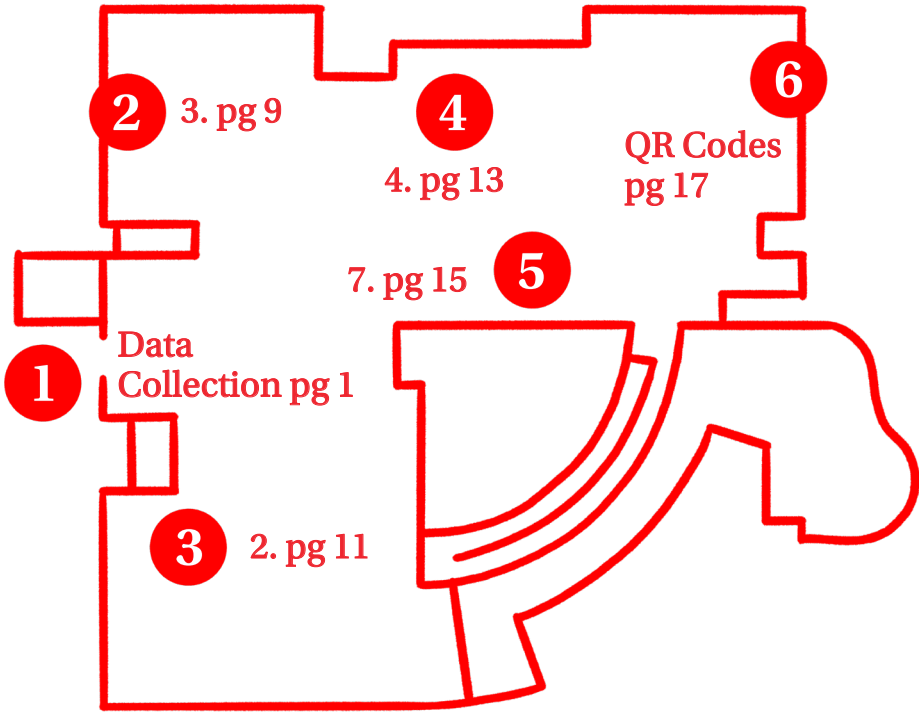 6
2 3. pg 9
4
QR Codes
pg 17
4. pg 13
5
7. pg 15
Data
Collection pg 1
1
3 2. pg 11